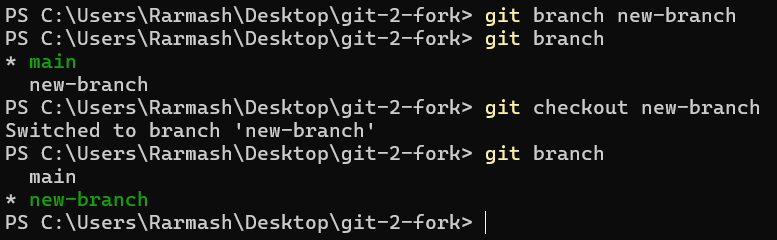 PS C:\Users\Rarmash\Desktop\git-2-fork> git branch new-branch
PS C:\Users\Rarmash\Desktop\git-2-fork> git branch
* main
  new-branch
PS C:\Users\Rarmash\Desktop\git-2-fork> git checkout new-branch
Switched to branch 'new-branch'
PS C:\Users\Rarmash\Desktop\git-2-fork> git branch
  main
* new-branch
PS C:\Users\Rarmash\Desktop\git-2-fork>